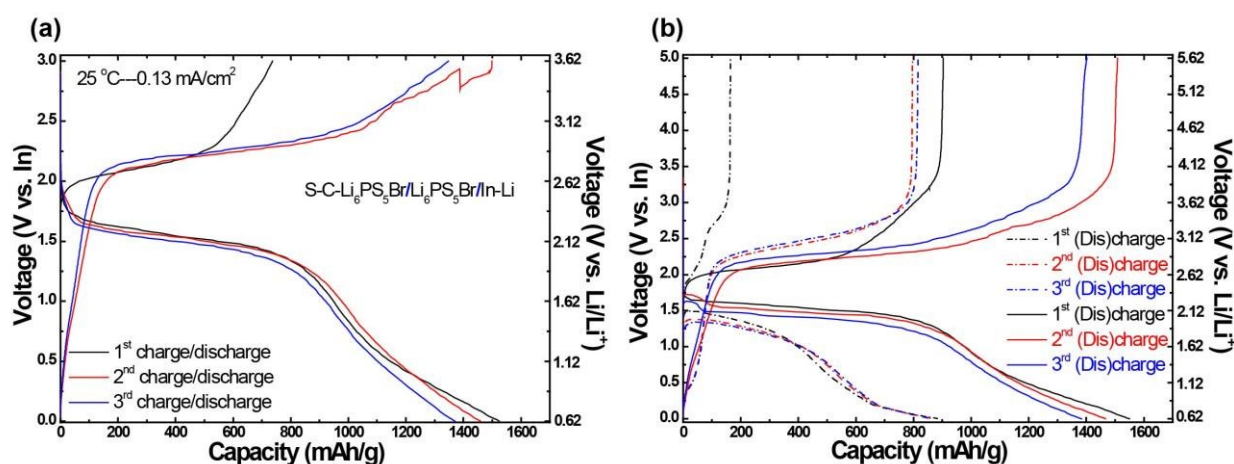 (a)
25 °C---0.13 mA/cm²
S-C-Li₆PS₅Br/Li₆PS₅Br/In-Li
1ˢᵗ charge/discharge
2ⁿᵈ charge/discharge
3ʳᵈ charge/discharge
3.0
2.5
2.0
1.5
1.0
0.5
0.0
Voltage (V vs. In)
3.62
3.12
2.62
2.12
1.62
1.12
0.62
Voltage (V vs. Li/Li⁺)
0 200 400 600 800 1000 1200 1400 1600
Capacity (mAh/g)
(b)
5.0
4.5
4.0
3.5
3.0
2.5
2.0
1.5
1.0
0.5
0.0
Voltage (V vs. In)
1ˢᵗ (Dis)charge
2ⁿᵈ (Dis)charge
3ʳᵈ (Dis)charge
1ˢᵗ (Dis)charge
2ⁿᵈ (Dis)charge
3ʳᵈ (Dis)charge
5.62
5.12
4.62
4.12
3.62
3.12
2.62
2.12
1.62
1.12
0.62
Voltage (V vs. Li/Li⁺)
0 200 400 600 800 1000 1200 1400 1600
Capacity (mAh/g)